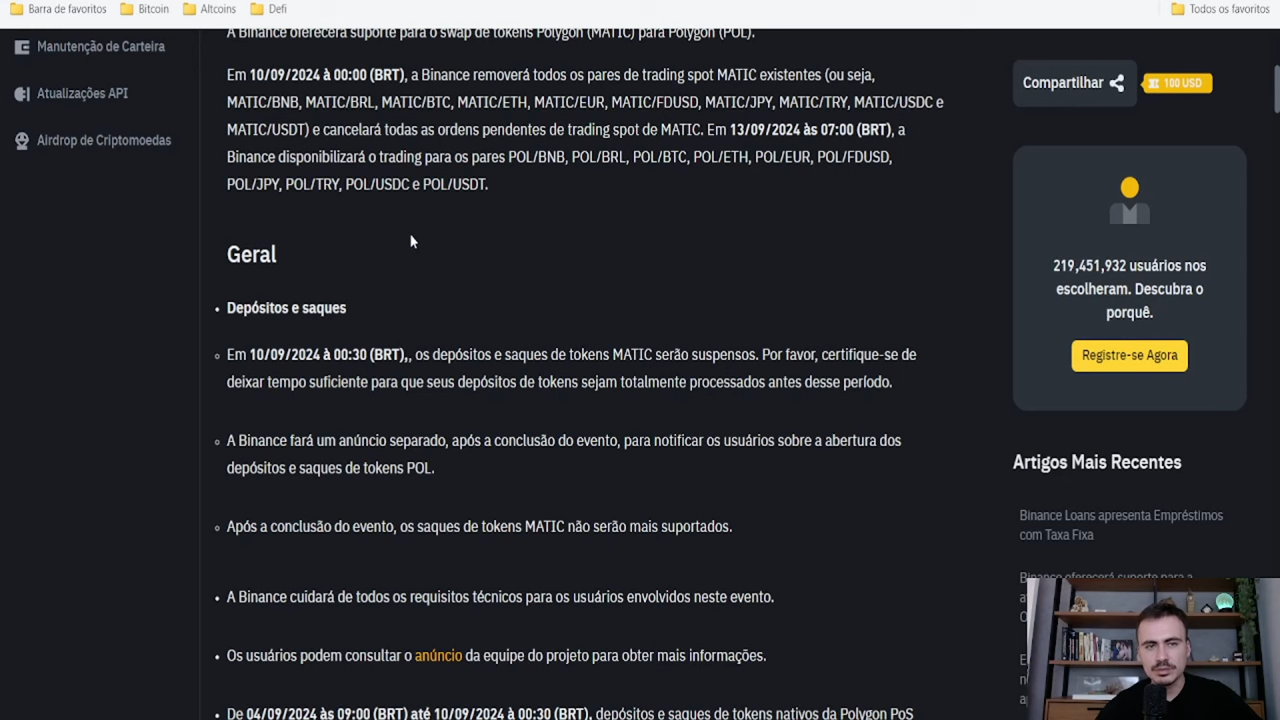 Barra de favoritos
Bitcoin
Altcoins
Defi
Todos os favoritos
Manutenção de Carteira
Atualizações API
Airdrop de Criptomoedas
A Binance oferecerá suporte para o swap de tokens Polygon (MATIC) para Polygon (POL).
Em 10/09/2024 à 00:00 (BRT), a Binance removerá todos os pares de trading spot MATIC existentes (ou seja,
MATIC/BNB, MATIC/BRL, MATIC/BTC, MATIC/ETH, MATIC/EUR, MATIC/FDUSD, MATIC/JPY, MATIC/TRY, MATIC/USDC e
MATIC/USDT) e cancelará todas as ordens pendentes de trading spot de MATIC. Em 13/09/2024 às 07:00 (BRT), a
Binance disponibilizará o trading para os pares POL/BNB, POL/BRL, POL/BTC, POL/ETH, POL/EUR, POL/FDUSD,
POL/JPY, POL/TRY, POL/USDC e POL/USDT.
Geral
• Depósitos e saques
Em 10/09/2024 à 00:30 (BRT),, os depósitos e saques de tokens MATIC serão suspensos. Por favor, certifique-se de
deixar tempo suficiente para que seus depósitos de tokens sejam totalmente processados antes desse período.
A Binance fará um anúncio separado, após a conclusão do evento, para notificar os usuários sobre a abertura dos
depósitos e saques de tokens POL.
Após a conclusão do evento, os saques de tokens MATIC não serão mais suportados.
• A Binance cuidará de todos os requisitos técnicos para os usuários envolvidos neste evento.
• Os usuários podem consultar o anúncio da equipe do projeto para obter mais informações.
• De 04/09/2024 às 09:00 (BRT) até 10/09/2024 à 00:30 (BRT), depósitos e saques de tokens nativos da Polygon PoS
Compartilhar
100 USD
219,451,932 usuários nos
escolheram. Descubra o
porquê.
Registre-se Agora
Artigos Mais Recentes
Binance Loans apresenta Empréstimos
com Taxa Fixa
Binance oferecerá suporte para a